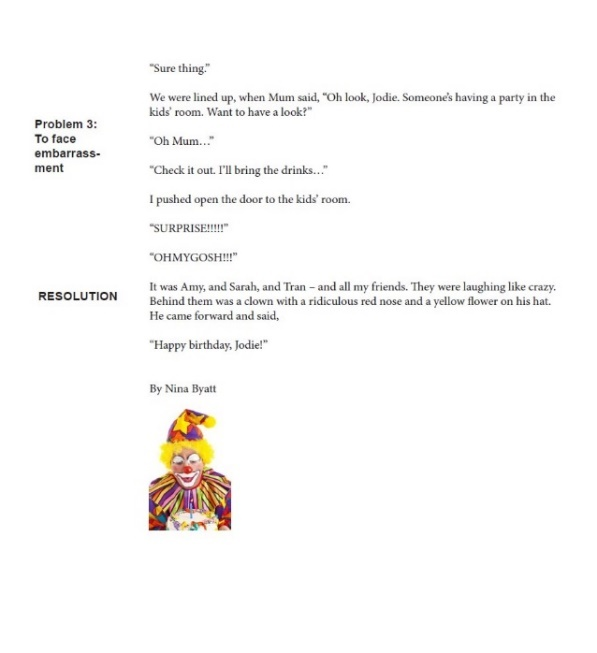 "Sure thing."
We were lined up, when Mum said, "Oh look, Jodie. Someone's having a party in the
kids' room. Want to have a look?"
Problem 3:
To face
embarrass-
ment
"Oh Mum…"
"Check it out. I'll bring the drinks…"
I pushed open the door to the kids' room.
"SURPRISE!!!!!"
"OHMYGOSH!!!"
RESOLUTION
It was Amy, and Sarah, and Tran – and all my friends. They were laughing like crazy.
Behind them was a clown with a ridiculous red nose and a yellow flower on his hat.
He came forward and said,
"Happy birthday, Jodie!"
By Nina Byatt